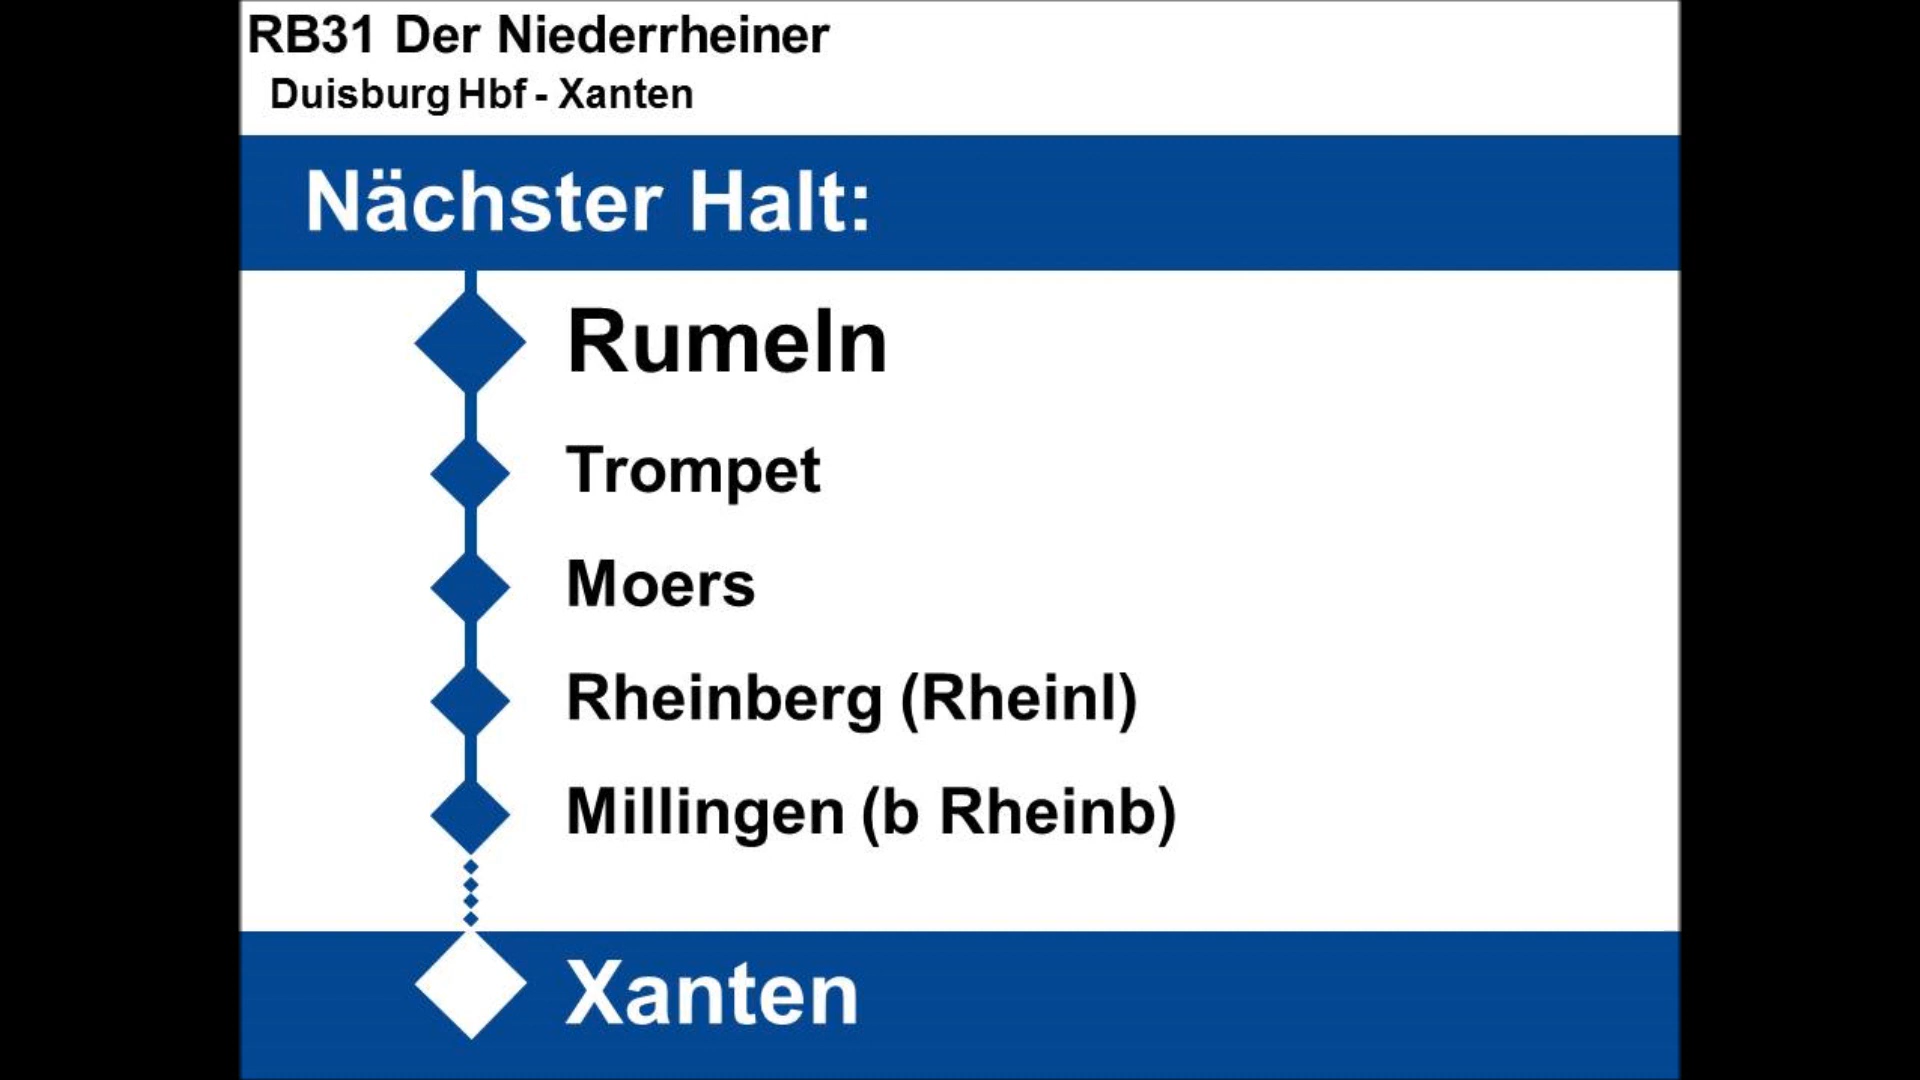 RB31 Der Niederrheiner
Duisburg Hbf - Xanten
Nächster Halt:
Rumeln
Trompet
Moers
Rheinberg (Rheinl)
Millingen (b Rheinb)
Xanten